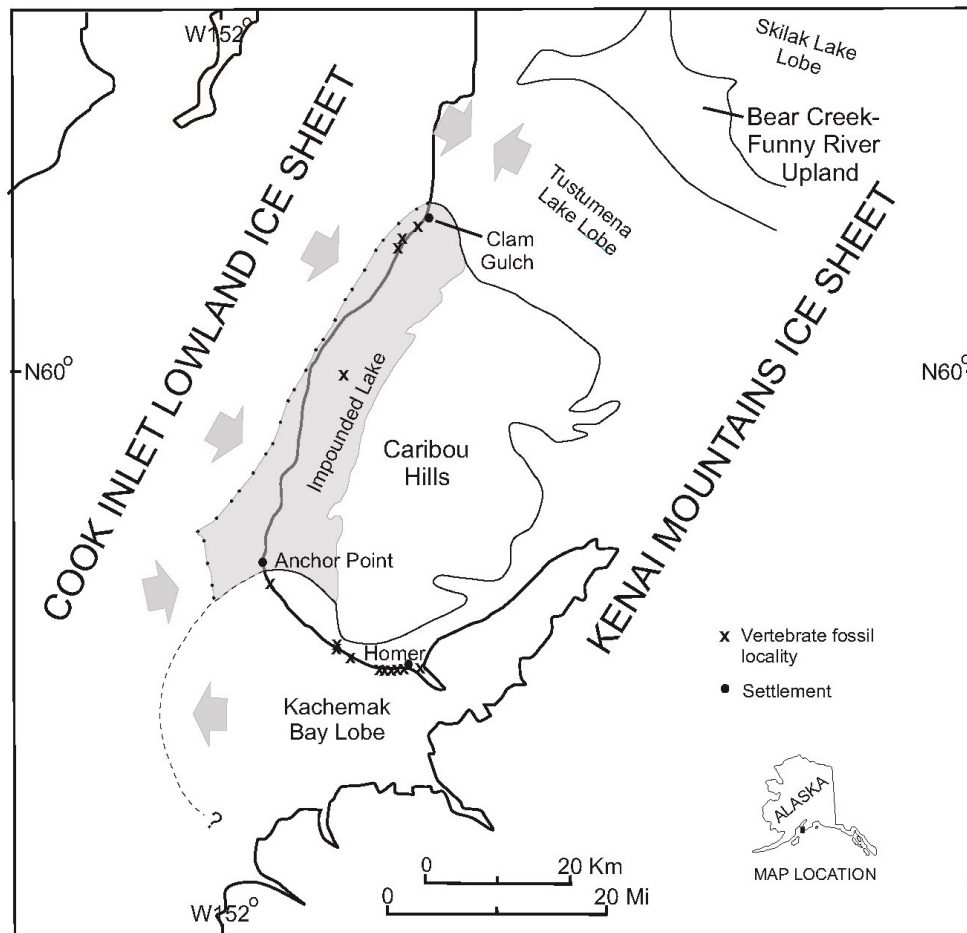 W152°
Skilak Lake
Lobe
Bear Creek-
Funny River
Upland
COOK INLET LOWLAND ICE SHEET
Tustumena
Lake Lobe
Clam
Gulch
N60°
N60°
Impounded Lake
Caribou
Hills
KENAI MOUNTAINS ICE SHEET
Anchor Point
x Vertebrate fossil
locality
Homer
Settlement
Kachemak
Bay Lobe
?
ALASKA
MAP LOCATION
0 20 Km
0 20 Mi
W152°